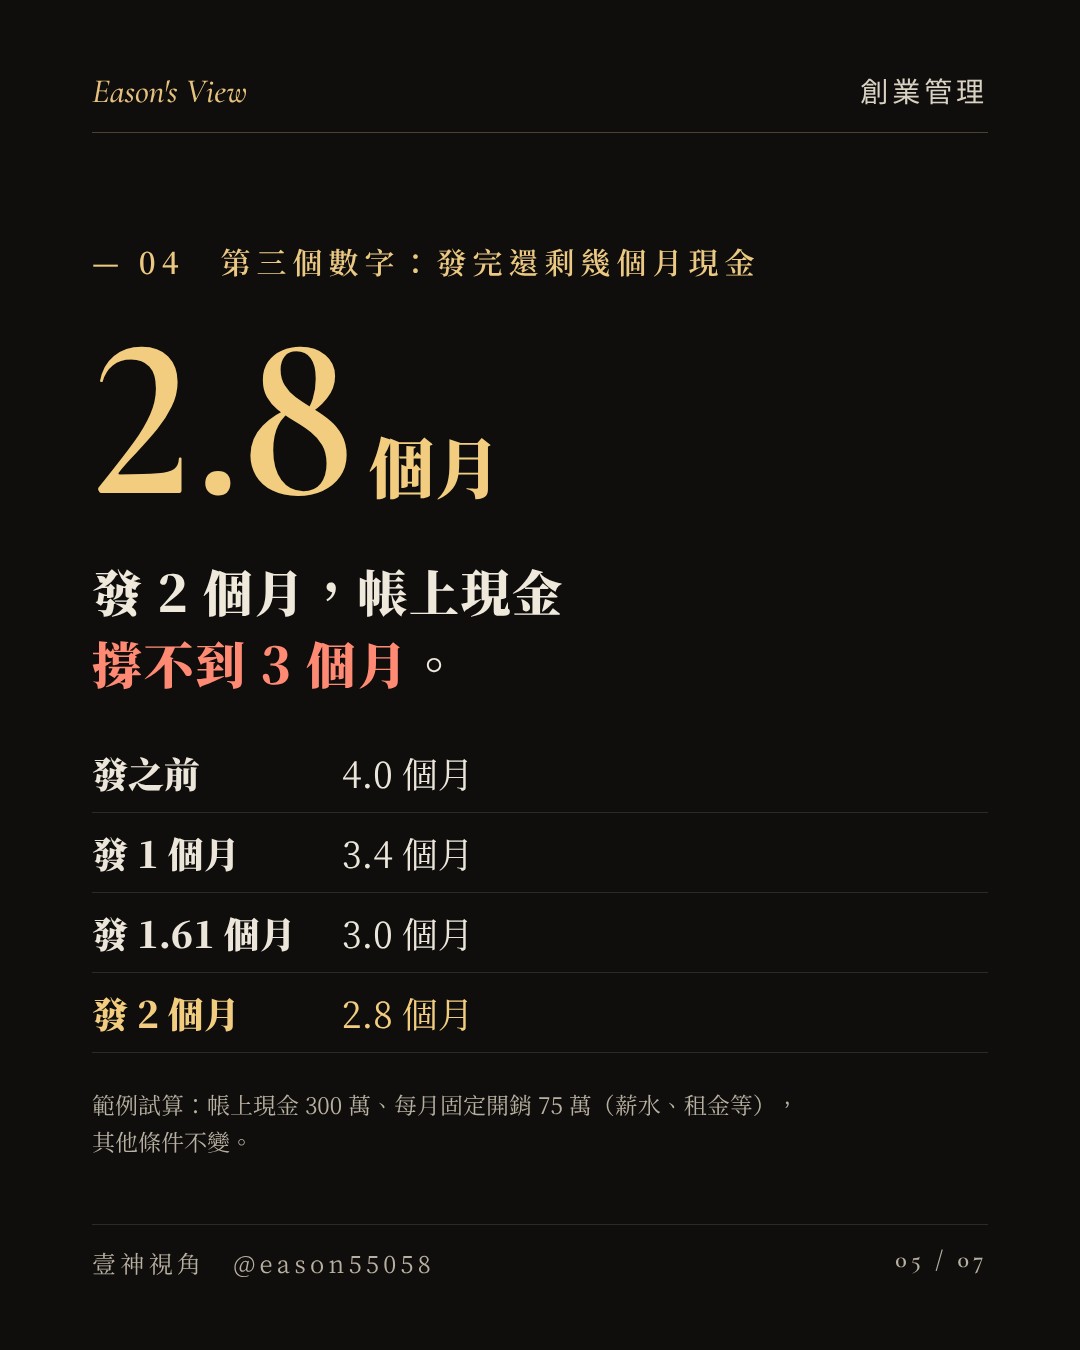 Eason's View
創業管理
— 04 第三個數字：發完還剩幾個月現金
2.8 個月
發 2 個月，帳上現金
撐不到 3 個月。
發之前 4.0 個月
發 1 個月 3.4 個月
發 1.61 個月 3.0 個月
發 2 個月 2.8 個月
範例試算：帳上現金 300 萬、每月固定開銷 75 萬（薪水、租金等），
其他條件不變。
壹神視角 @eason55058
05 / 07